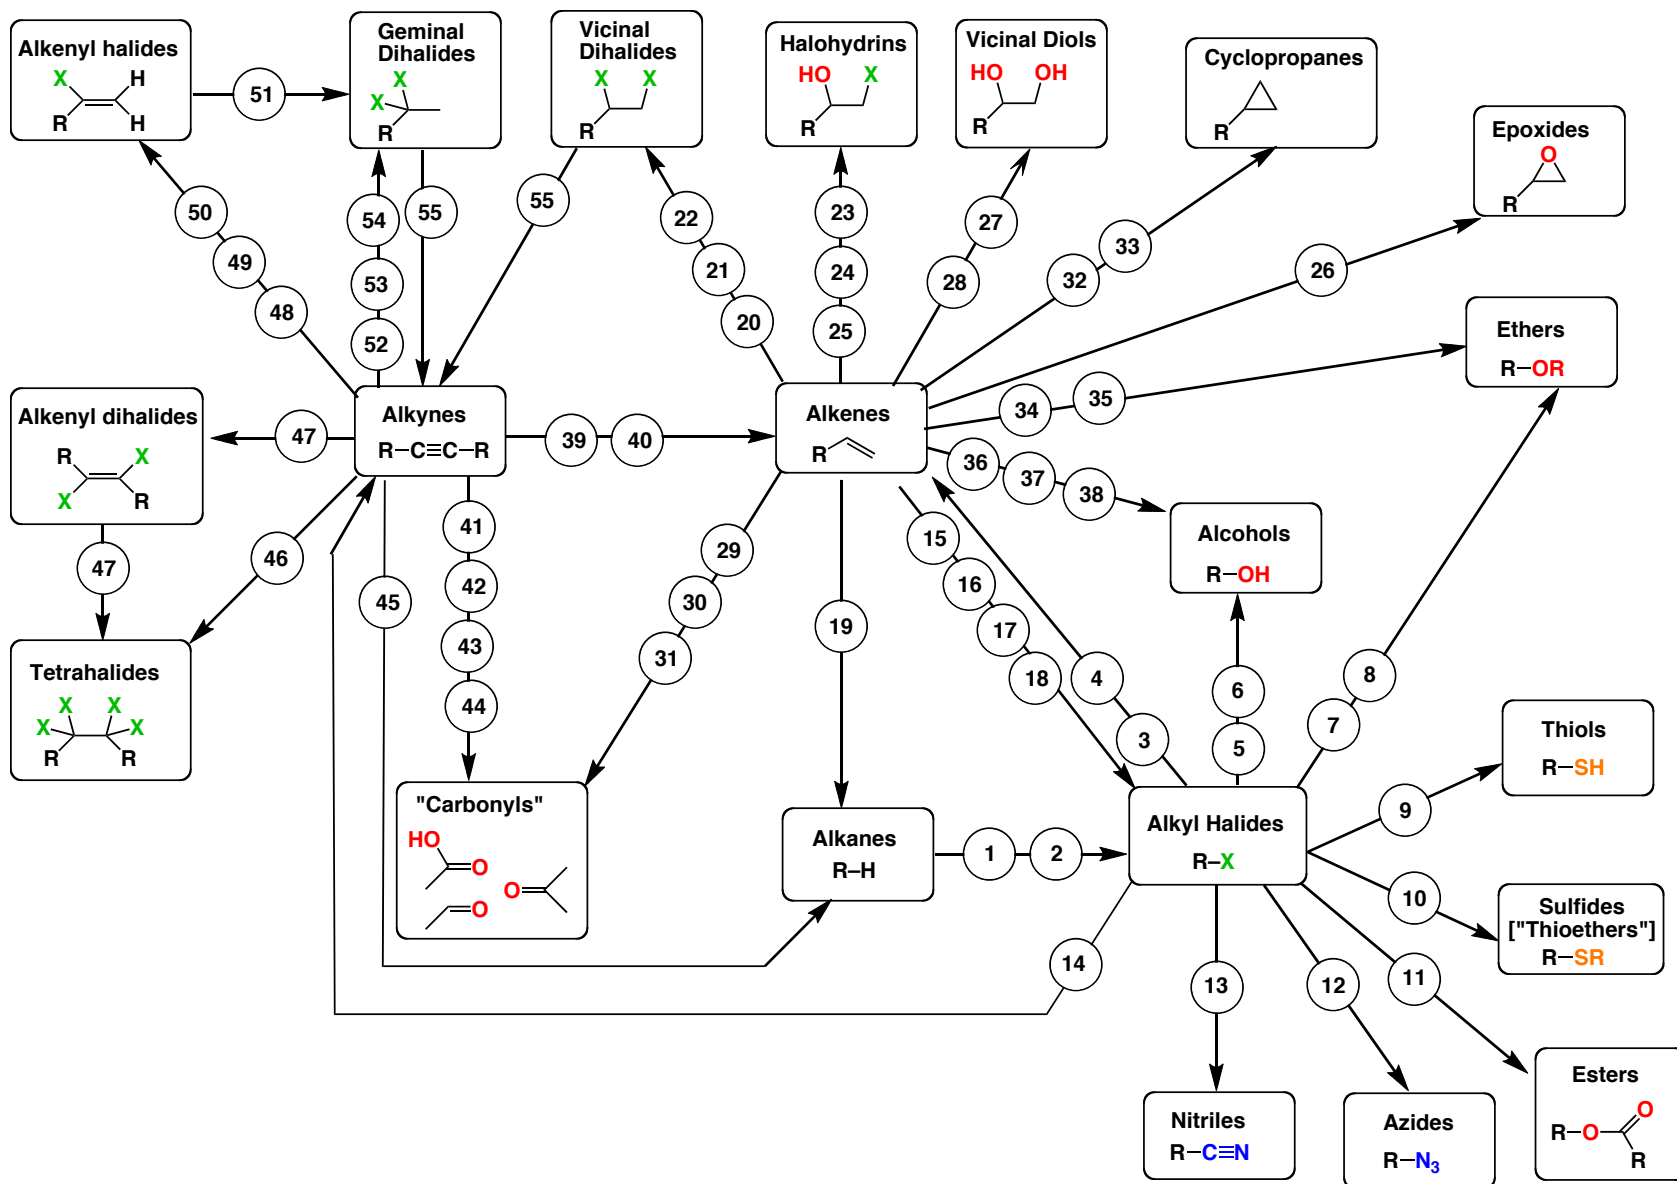 Alkenyl halides
X
H
R
H
51
Geminal
Dihalides
X
X
R
Vicinal
Dihalides
X X
R
Halohydrins
HO X
R
Vicinal Diols
HO OH
R
Cyclopropanes
R
Epoxides
O
R
50
49
48
54
53
52
55
55
22
21
20
23
24
25
27
28
33
32
26
Ethers
R–OR
34
35
Alkenyl dihalides
R X
X R
47
Alkynes
R–C≡C–R
39
40
Alkenes
R
36
37
38
Alcohols
R–OH
47
46
45
41
42
43
44
29
30
31
19
15
16
17
18
4
3
6
5
8
7
Tetrahalides
X X
X X
R R
"Carbonyls"
HO
O
O
O
Alkanes
R–H
1
2
Alkyl Halides
R–X
9
Thiols
R–SH
10
Sulfides
["Thioethers"]
R–SR
14
13
12
11
Nitriles
R–C≡N
Azides
R–N₃
Esters
O
R–O
R